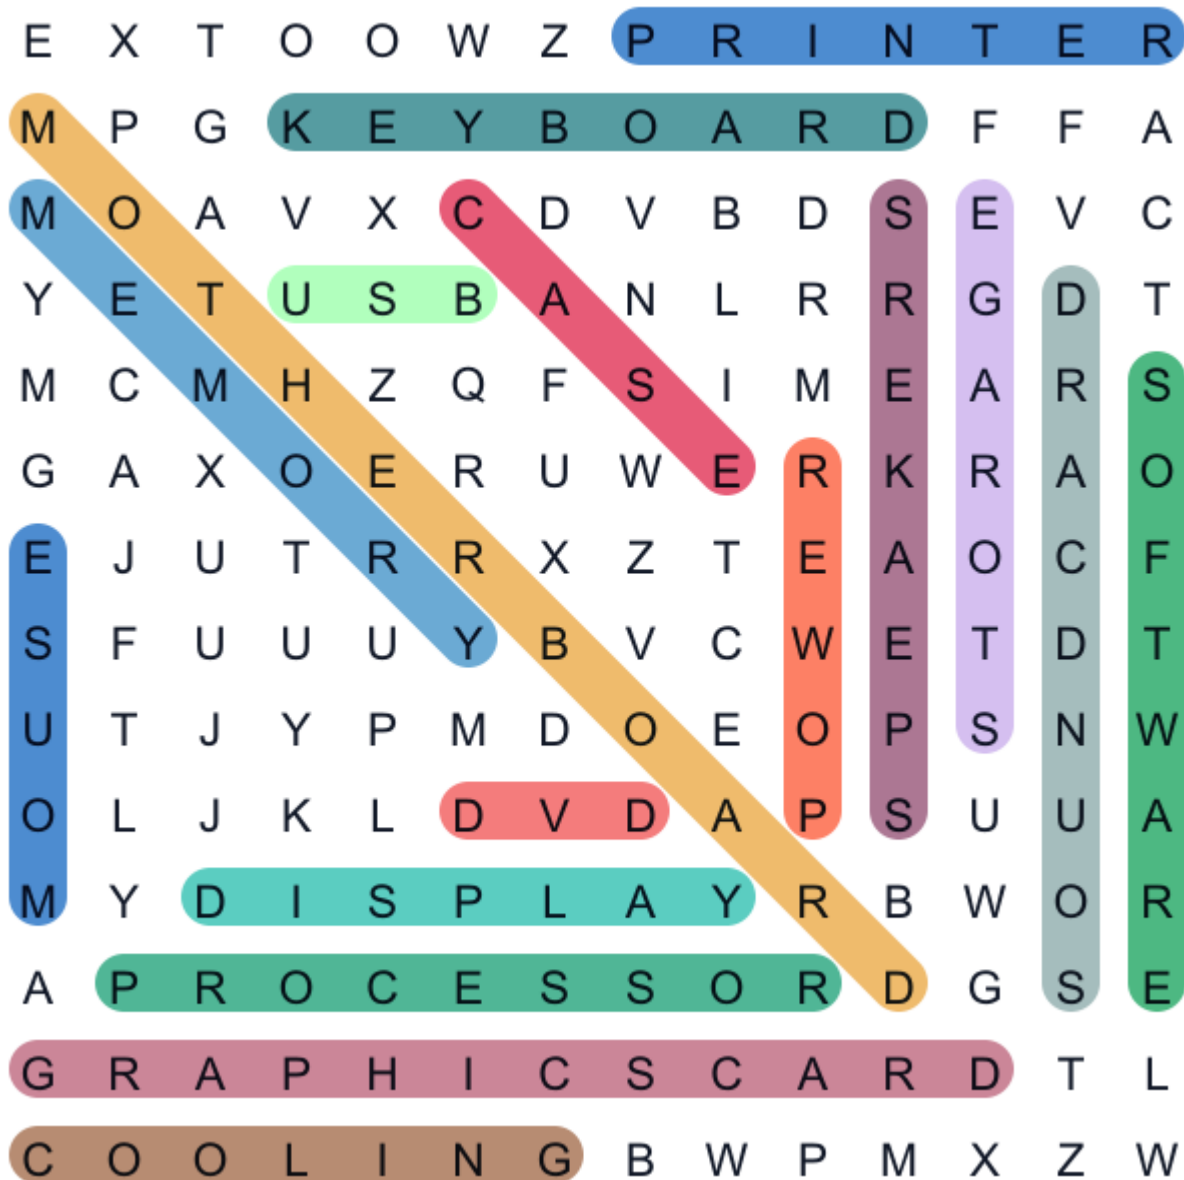 E X T O O W Z P R I N T E R
M P G K E Y B O A R D F F A
M O A V X C D V B D S E V C
Y E T U S B A N L R R G D T
M C M H Z Q F S I M E A R S
G A X O E R U W E R K R A O
E J U T R R X Z T E A O C F
S F U U U Y B V C W E T D T
U T J Y P M D O E O P S N W
O L J K L D V D A P S U U A
M Y D I S P L A Y R B W O R
A P R O C E S S O R D G S E
G R A P H I C S C A R D T L
C O O L I N G B W P M X Z W